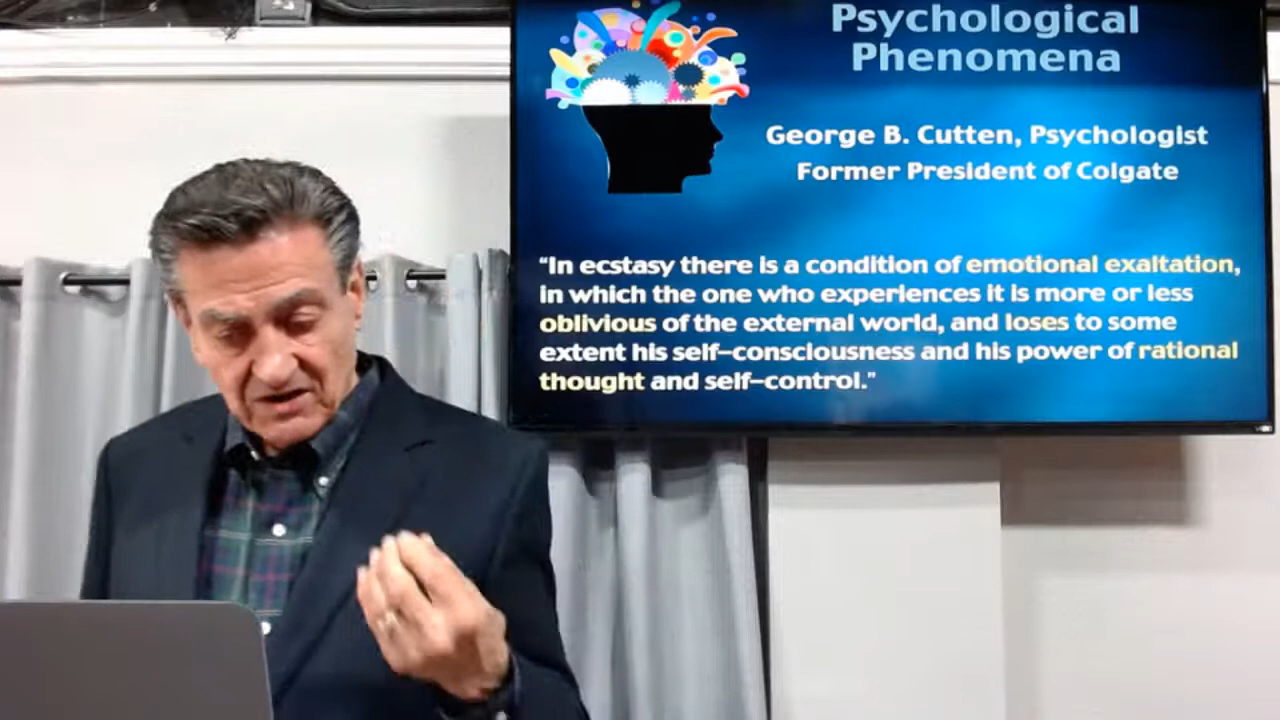 Psychological
Phenomena
George B. Cutten, Psychologist
Former President of Colgate
“In ecstasy there is a condition of emotional exaltation,
in which the one who experiences it is more or less
oblivious of the external world, and loses to some
extent his self-consciousness and his power of rational
thought and self-control.”